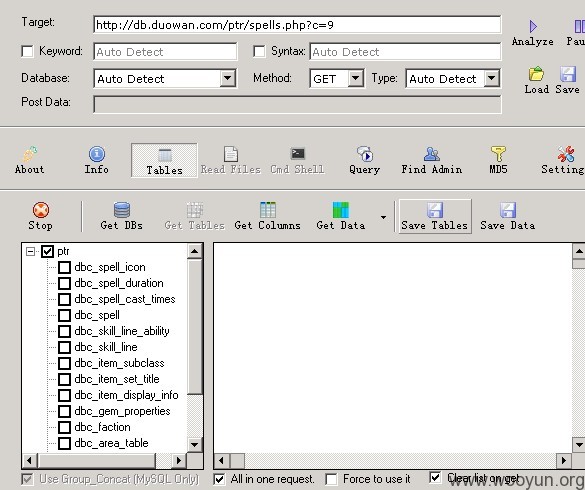 Target: http://db.duowan.com/ptr/spells.php?c=9
Keyword: Auto Detect Syntax: Auto Detect
Analyze Pau
Database: Auto Detect Method: GET Type: Auto Detect
Load Save
Post Data:
About Info Tables Read Files Cmd Shell Query Find Admin MD5 Setting
Stop Get DBs Get Tables Get Columns Get Data Save Tables Save Data
ptr
dbc_spell_icon
dbc_spell_duration
dbc_spell_cast_times
dbc_spell
dbc_skill_line_ability
dbc_skill_line
dbc_item_subclass
dbc_item_set_title
dbc_item_display_info
dbc_gem_properties
dbc_faction
dbc_area_table
Use Group_Concat (MySQL Only) All in one request. Force to use it Clear list on get
www.wooyun.org